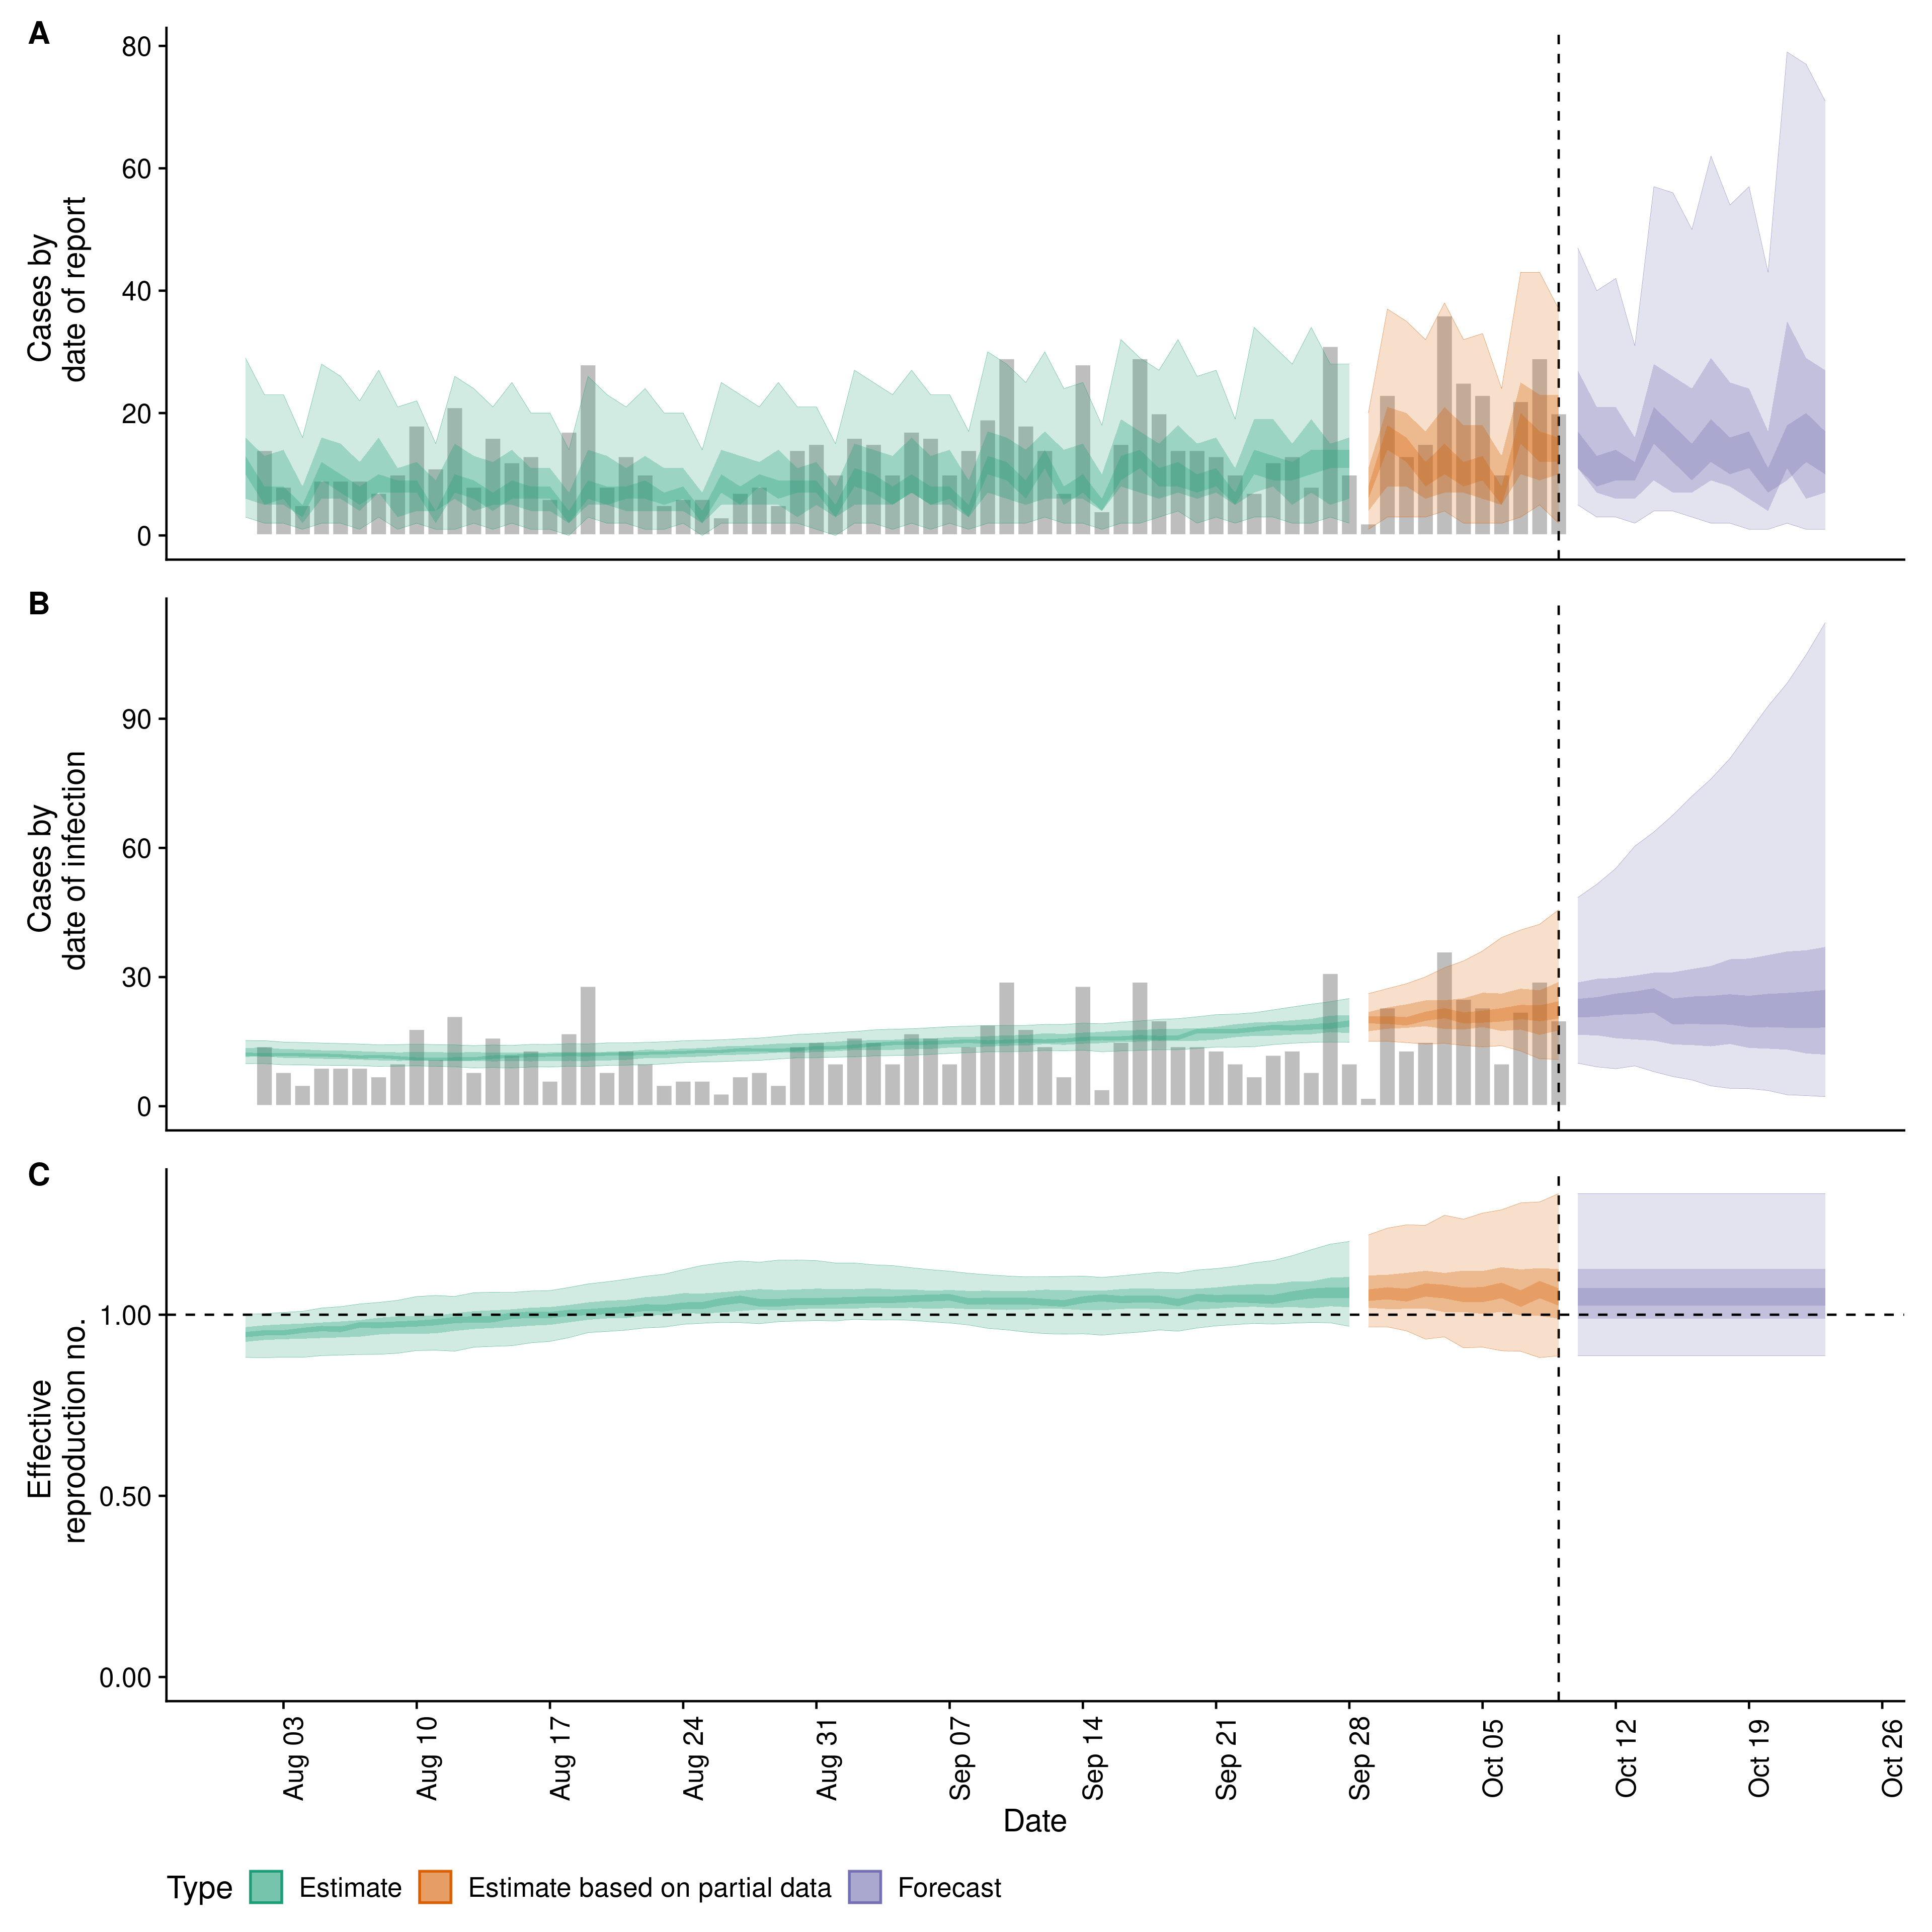 A
80
60
40
20
0
Cases by
date of report
B
90
60
30
0
Cases by
date of infection
C
1.00
0.50
0.00
Effective
reproduction no.
Aug 03
Aug 10
Aug 17
Aug 24
Aug 31
Sep 07
Sep 14
Sep 21
Sep 28
Oct 05
Oct 12
Oct 19
Oct 26
Date
Type Estimate Estimate based on partial data Forecast